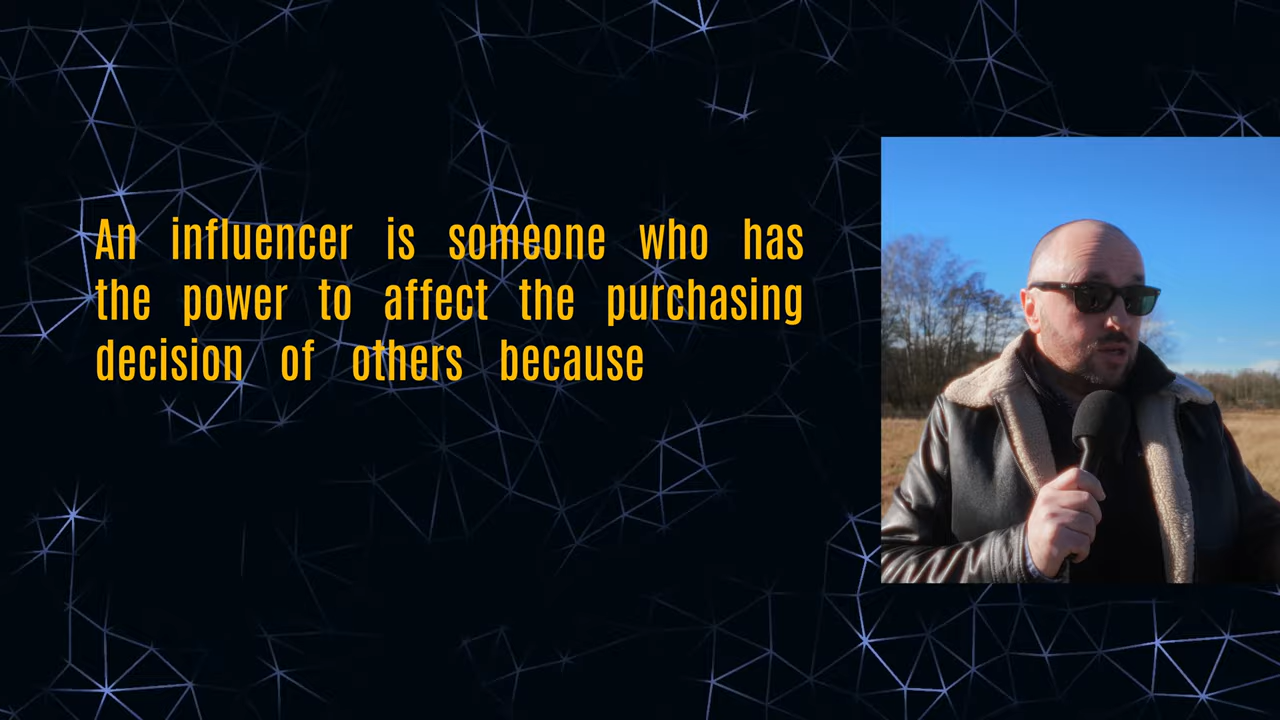 An influencer is someone who has
the power to affect the purchasing
decision of others because